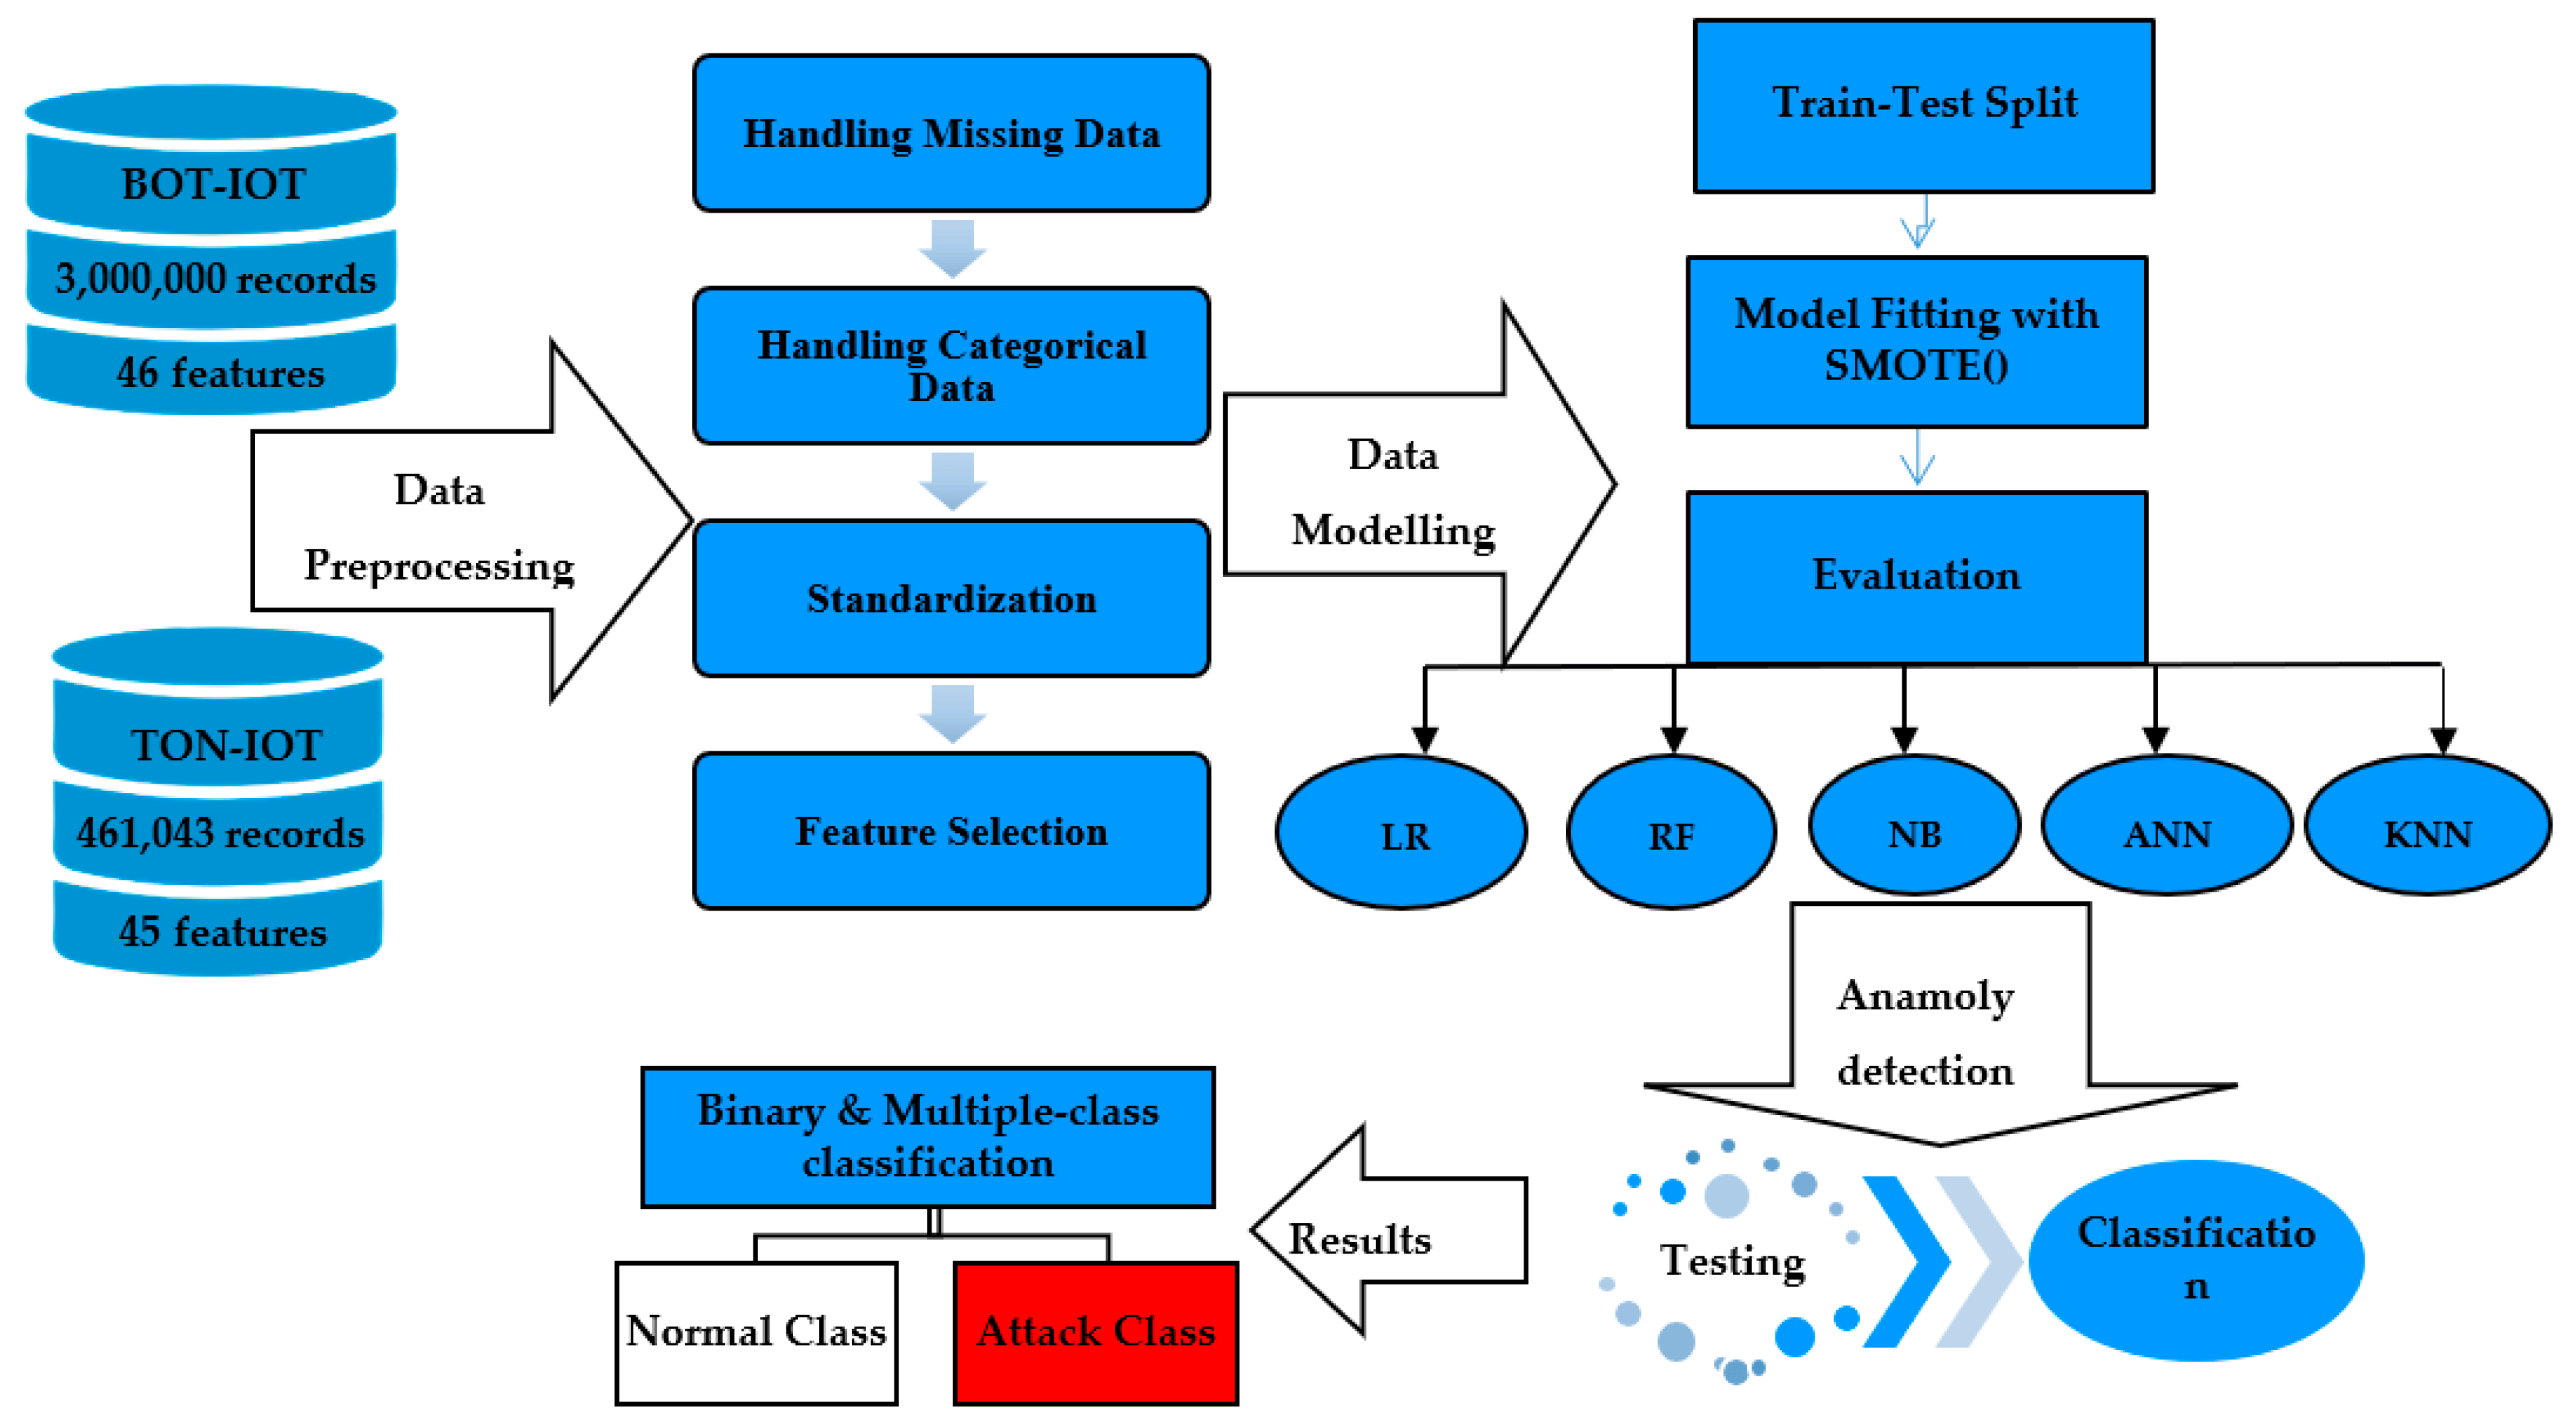 BOT-IOT
3,000,000 records
46 features
TON-IOT
461,043 records
45 features
Data
Preprocessing
Handling Missing Data
Handling Categorical
Data
Standardization
Feature Selection
Data
Modelling
Train-Test Split
Model Fitting with
SMOTE()
Evaluation
LR
RF
NB
ANN
KNN
Anamoly
detection
Testing
Classificatio
n
Results
Binary & Multiple-class
classification
Normal Class
Attack Class